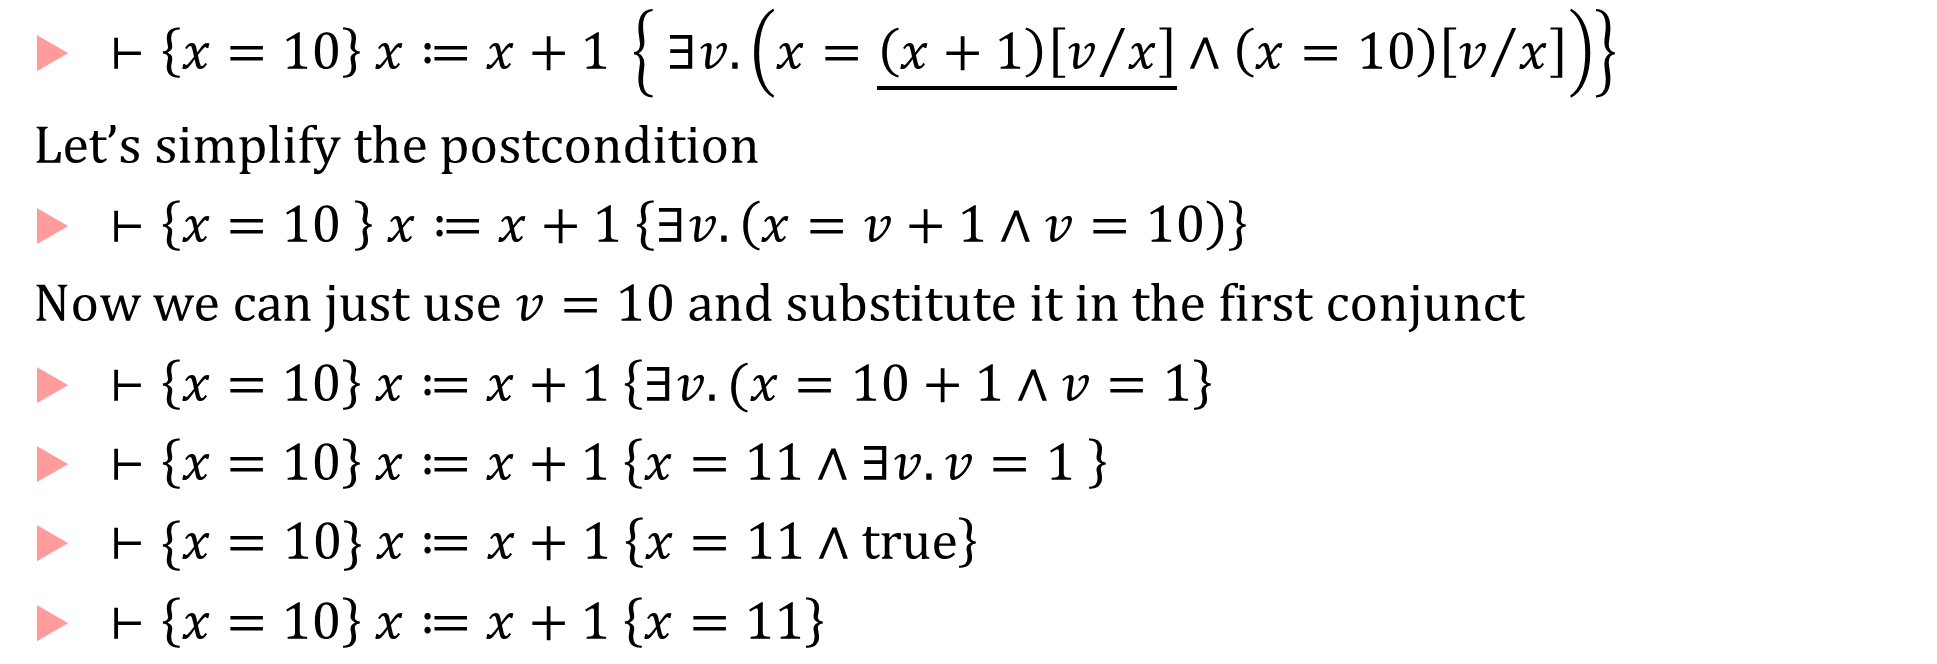 ⊢ {x = 10} x ≔ x + 1 { ∃v. (x = (x + 1)[v/x] ∧ (x = 10)[v/x])}
Let’s simplify the postcondition
⊢ {x = 10 } x ≔ x + 1 {∃v. (x = v + 1 ∧ v = 10)}
Now we can just use v = 10 and substitute it in the first conjunct
⊢ {x = 10} x ≔ x + 1 {∃v. (x = 10 + 1 ∧ v = 1}
⊢ {x = 10} x ≔ x + 1 {x = 11 ∧ ∃v. v = 1 }
⊢ {x = 10} x ≔ x + 1 {x = 11 ∧ true}
⊢ {x = 10} x ≔ x + 1 {x = 11}